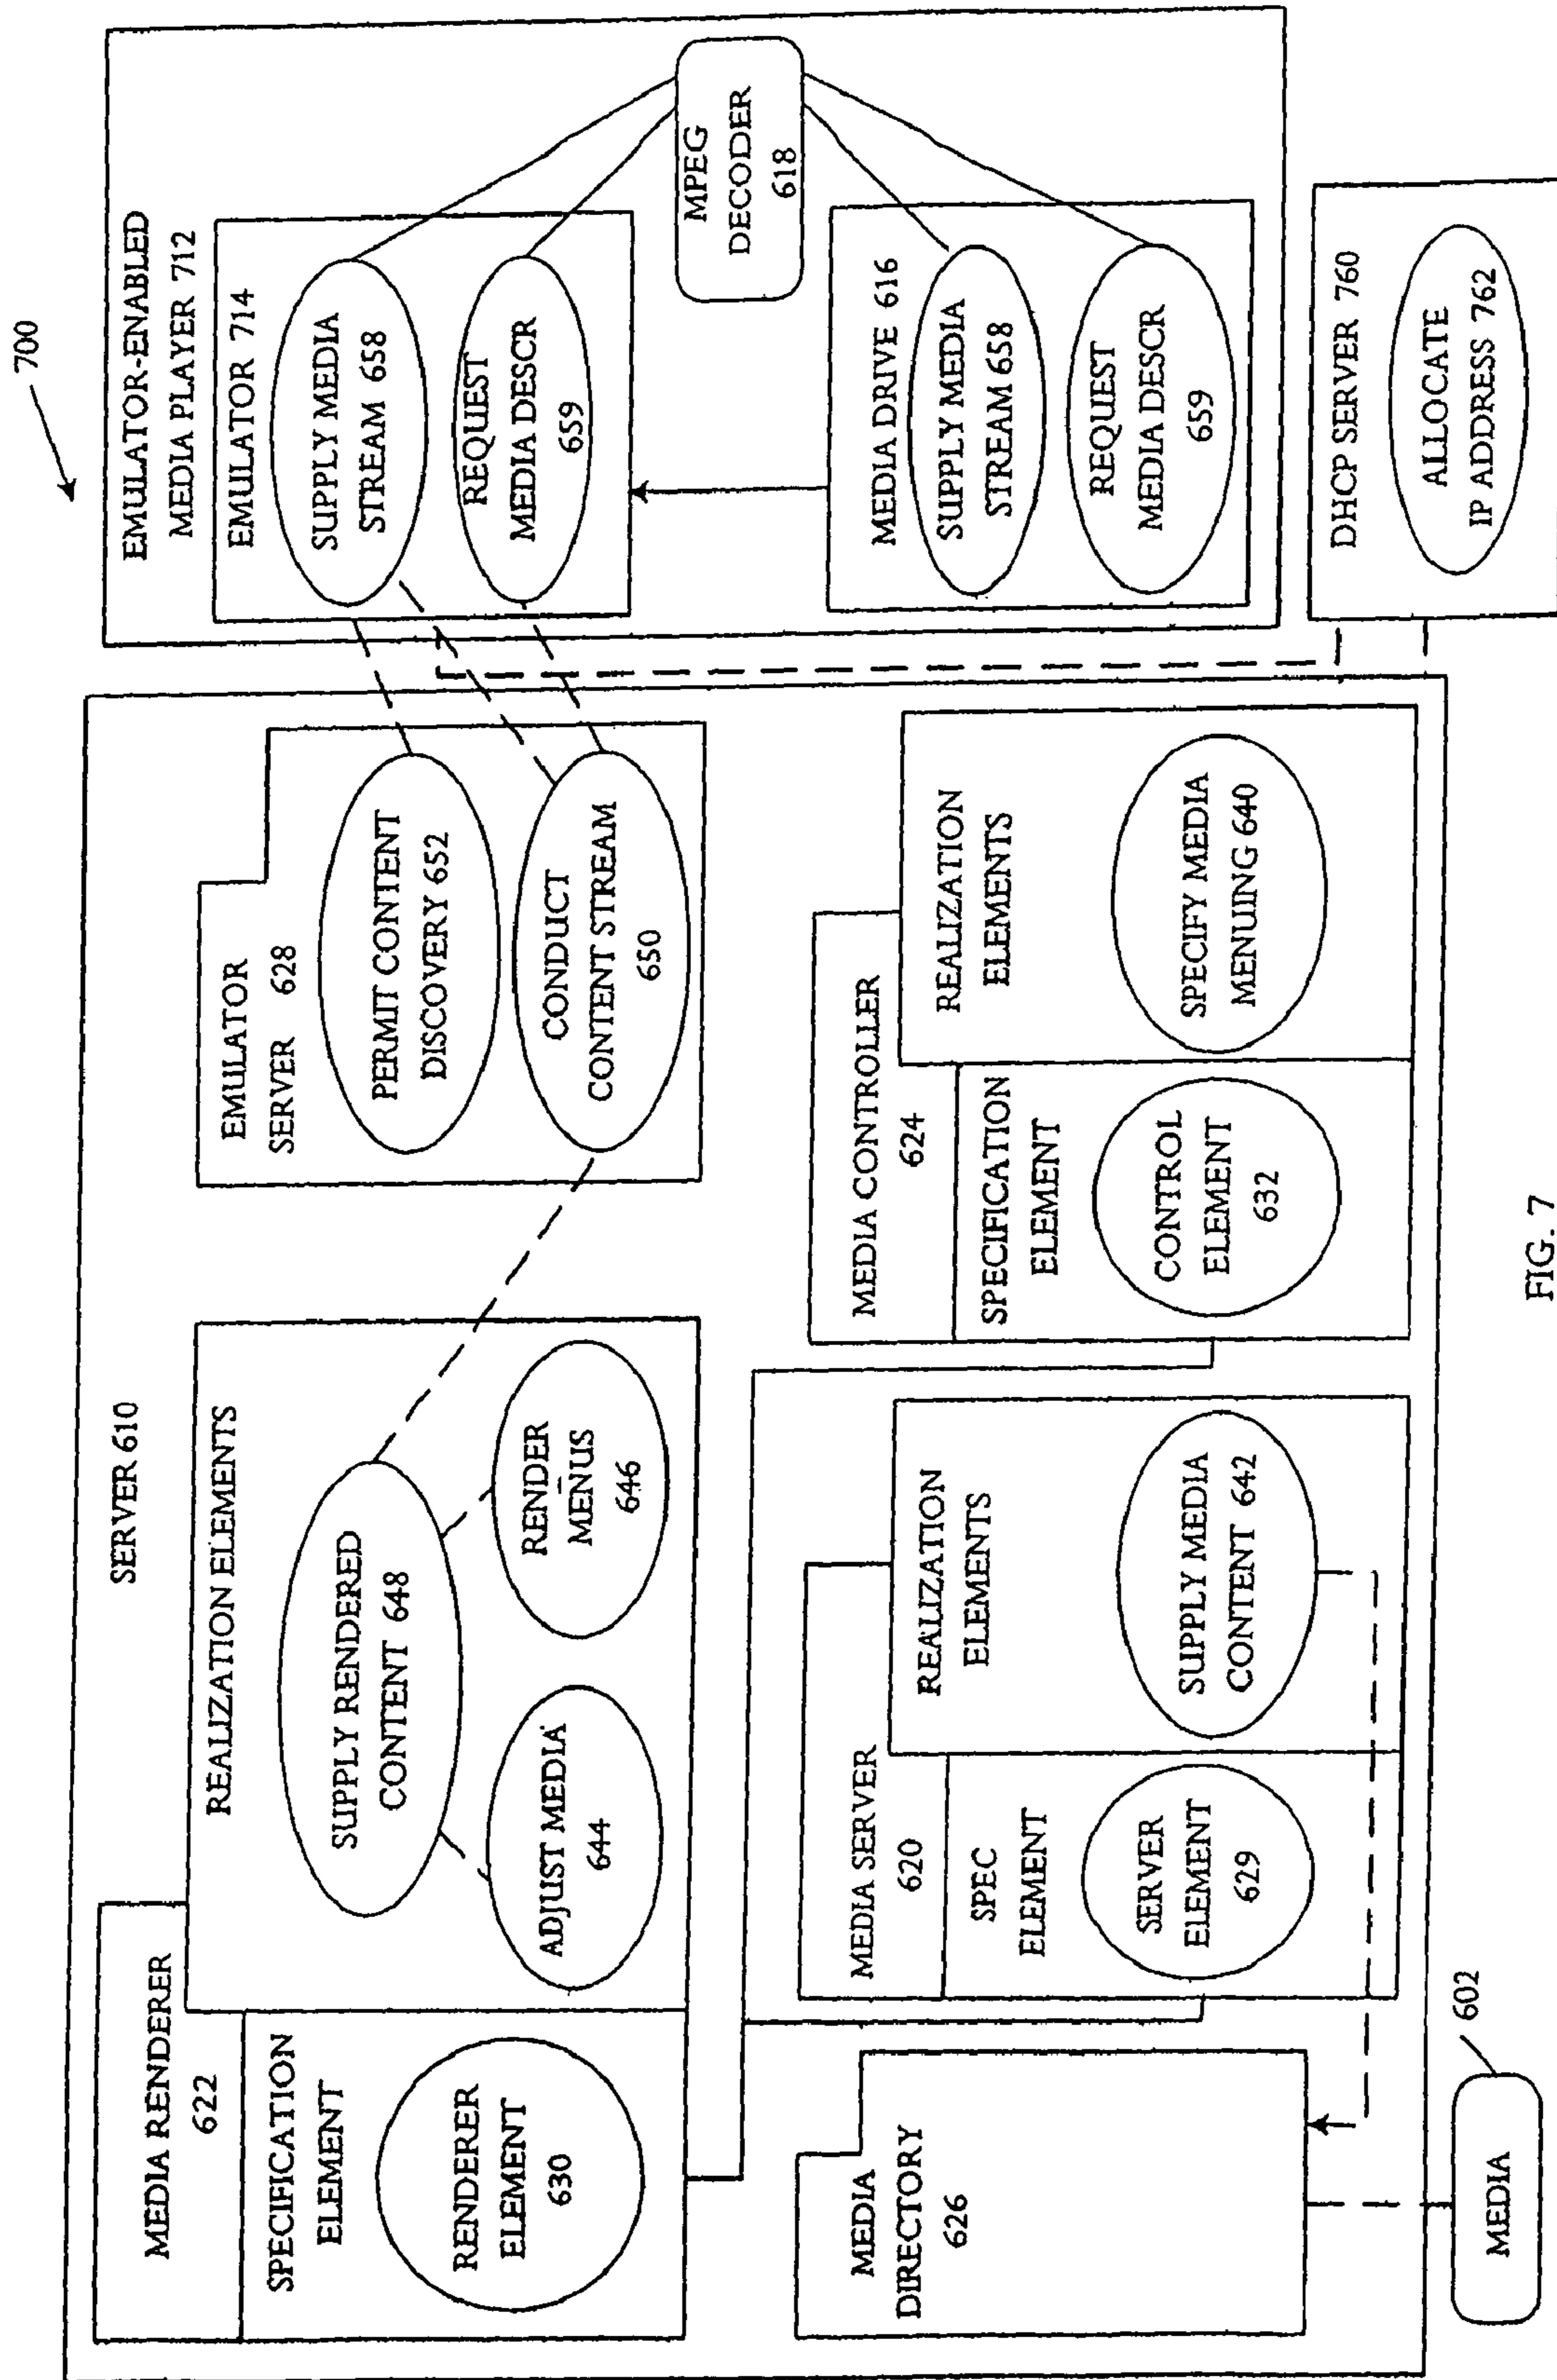 700
SERVER 610
MEDIA RENDERER
622
SPECIFICATION
ELEMENT
RENDERER
ELEMENT
630
REALIZATION ELEMENTS
SUPPLY RENDERED
CONTENT 648
ADJUST MEDIA
644
RENDER
MENUS
646
EMULATOR
SERVER 628
PERMIT CONTENT
DISCOVERY 652
CONDUCT
CONTENT STREAM
650
MEDIA
DIRECTORY
626
MEDIA SERVER
620
SPEC
ELEMENT
SERVER
ELEMENT
629
REALIZATION
ELEMENTS
SUPPLY MEDIA
CONTENT 642
MEDIA CONTROLLER
624
SPECIFICATION
ELEMENT
CONTROL
ELEMENT
632
REALIZATION
ELEMENTS
SPECIFY MEDIA
MENUING 640
EMULATOR-ENABLED
MEDIA PLAYER 712
EMULATOR 714
SUPPLY MEDIA
STREAM 658
REQUEST
MEDIA DESCR
659
MPEG
DECODER
618
MEDIA DRIVE 616
SUPPLY MEDIA
STREAM 658
REQUEST
MEDIA DESCR
659
DHCP SERVER 760
ALLOCATE
IP ADDRESS 762
MEDIA
602
FIG. 7